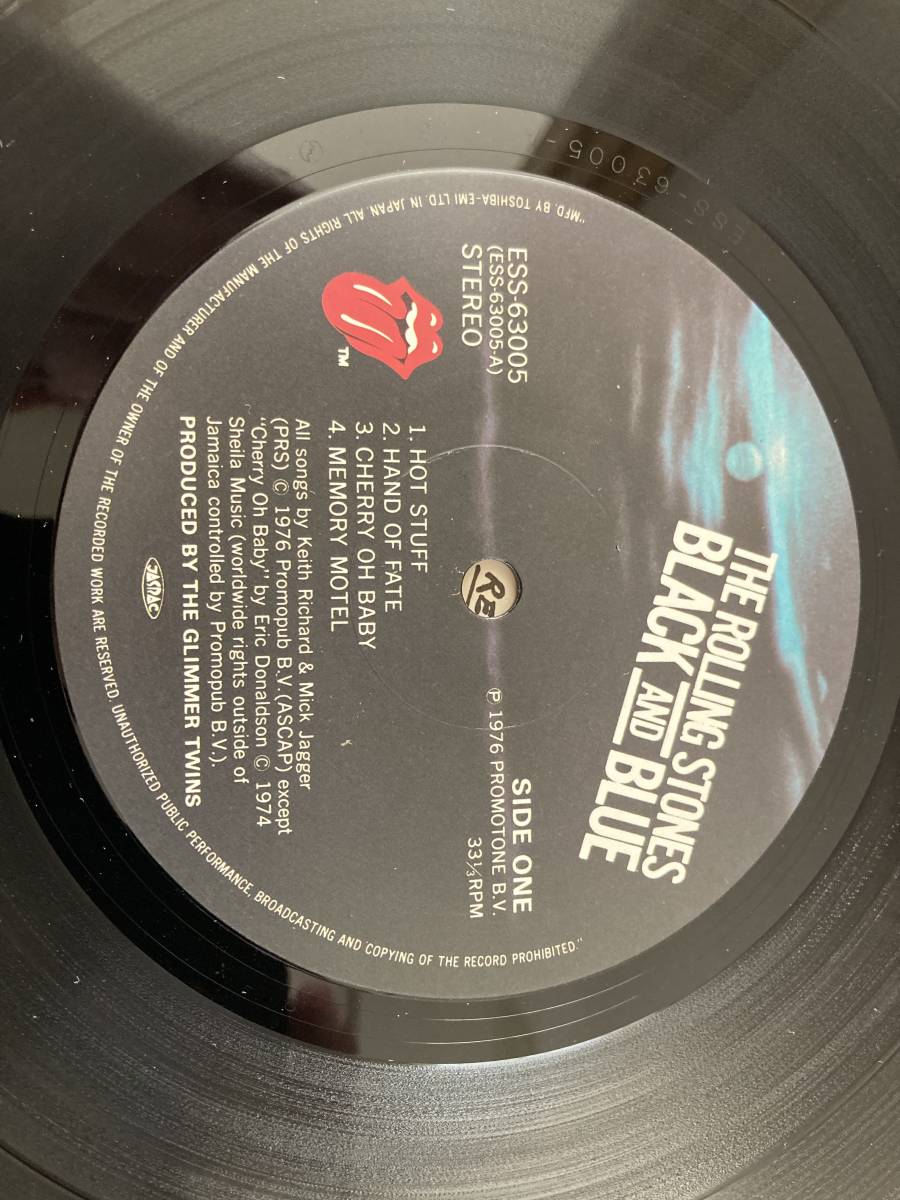 THE ROLLING STONES
BLACK AND BLUE
ESS-63005
(ESS-63005-A)
STEREO
SIDE ONE
Ⓟ 1976 PROMOTONE B.V.
33⅓RPM
TM
1. HOT STUFF
2. HAND OF FATE
3. CHERRY OH BABY
4. MEMORY MOTEL
All songs by Keith Richard & Mick Jagger
(PRS) © 1976 Promopub B.V. (ASCAP) except
"Cherry Oh Baby" by Eric Donaldson © 1974
Sheila Music (worldwide rights outside of
Jamaica controlled by Promopub B.V.).
PRODUCED BY THE GLIMMER TWINS
JASRAC
"MFD. BY TOSHIBA-EMI LTD. IN JAPAN. ALL RIGHTS OF THE MANUFACTURER AND OF THE OWNER OF THE RECORDED WORK ARE RESERVED. UNAUTHORIZED PUBLIC PERFORMANCE, BROADCASTING AND COPYING OF THE RECORD PROHIBITED."